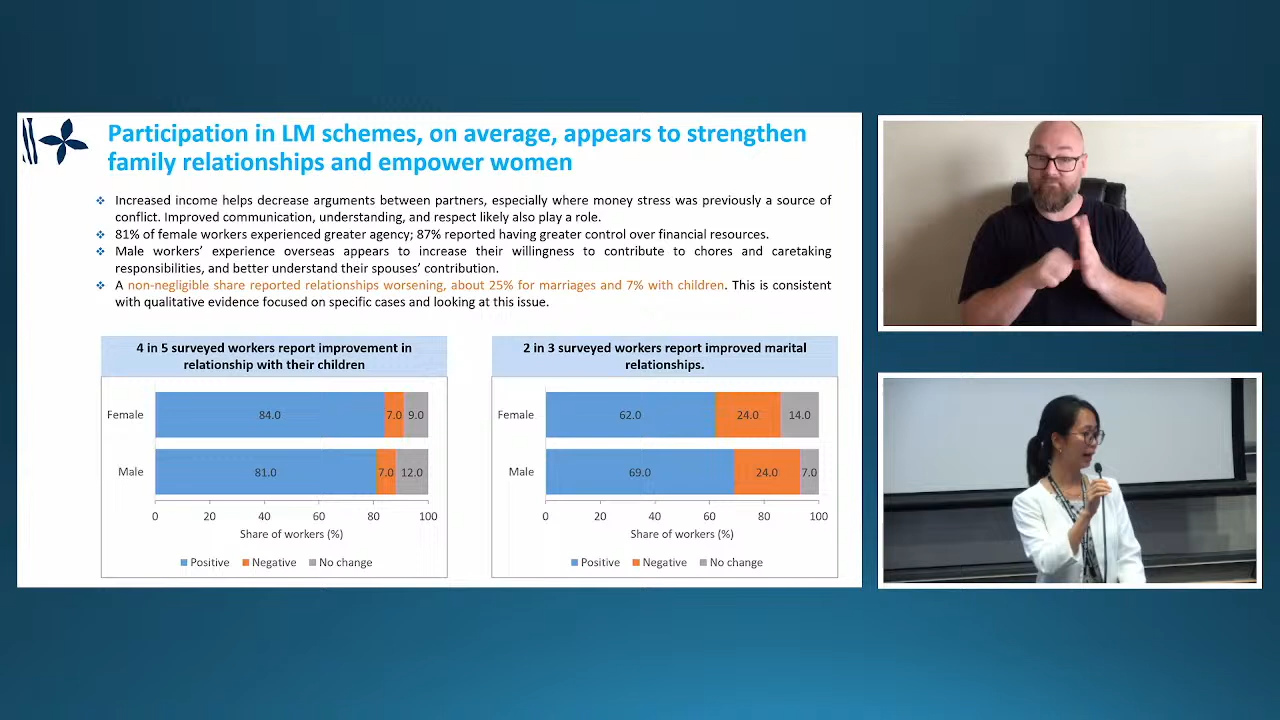 Participation in LM schemes, on average, appears to strengthen
family relationships and empower women
Increased income helps decrease arguments between partners, especially where money stress was previously a source of
conflict. Improved communication, understanding, and respect likely also play a role.
81% of female workers experienced greater agency; 87% reported having greater control over financial resources.
Male workers’ experience overseas appears to increase their willingness to contribute to chores and caretaking
responsibilities, and better understand their spouses’ contribution.
A non-negligible share reported relationships worsening, about 25% for marriages and 7% with children. This is consistent
with qualitative evidence focused on specific cases and looking at this issue.
4 in 5 surveyed workers report improvement in
relationship with their children
Female
84.0
7.0
9.0
Male
81.0
7.0
12.0
0 20 40 60 80 100
Share of workers (%)
Positive Negative No change
2 in 3 surveyed workers report improved marital
relationships.
Female
62.0
24.0
14.0
Male
69.0
24.0
7.0
0 20 40 60 80 100
Share of workers (%)
Positive Negative No change